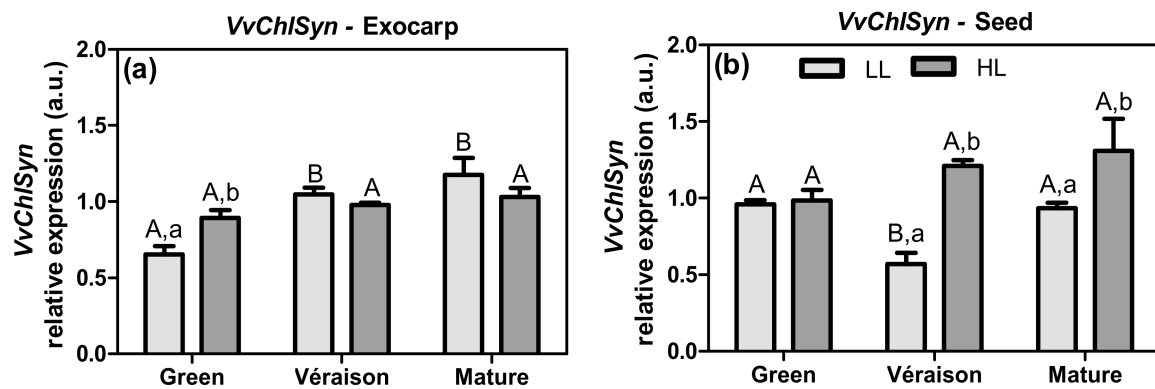 VvChlSyn - Exocarp
(a)
VvChlSyn
relative expression (a.u.)
2.0
1.5
1.0
0.5
0.0
A,a
A,b
B
A
B
A
Green
Véraison
Mature
VvChlSyn - Seed
(b)
LL
HL
VvChlSyn
relative expression (a.u.)
2.0
1.5
1.0
0.5
0.0
A
A
B,a
A,b
A,a
A,b
Green
Véraison
Mature